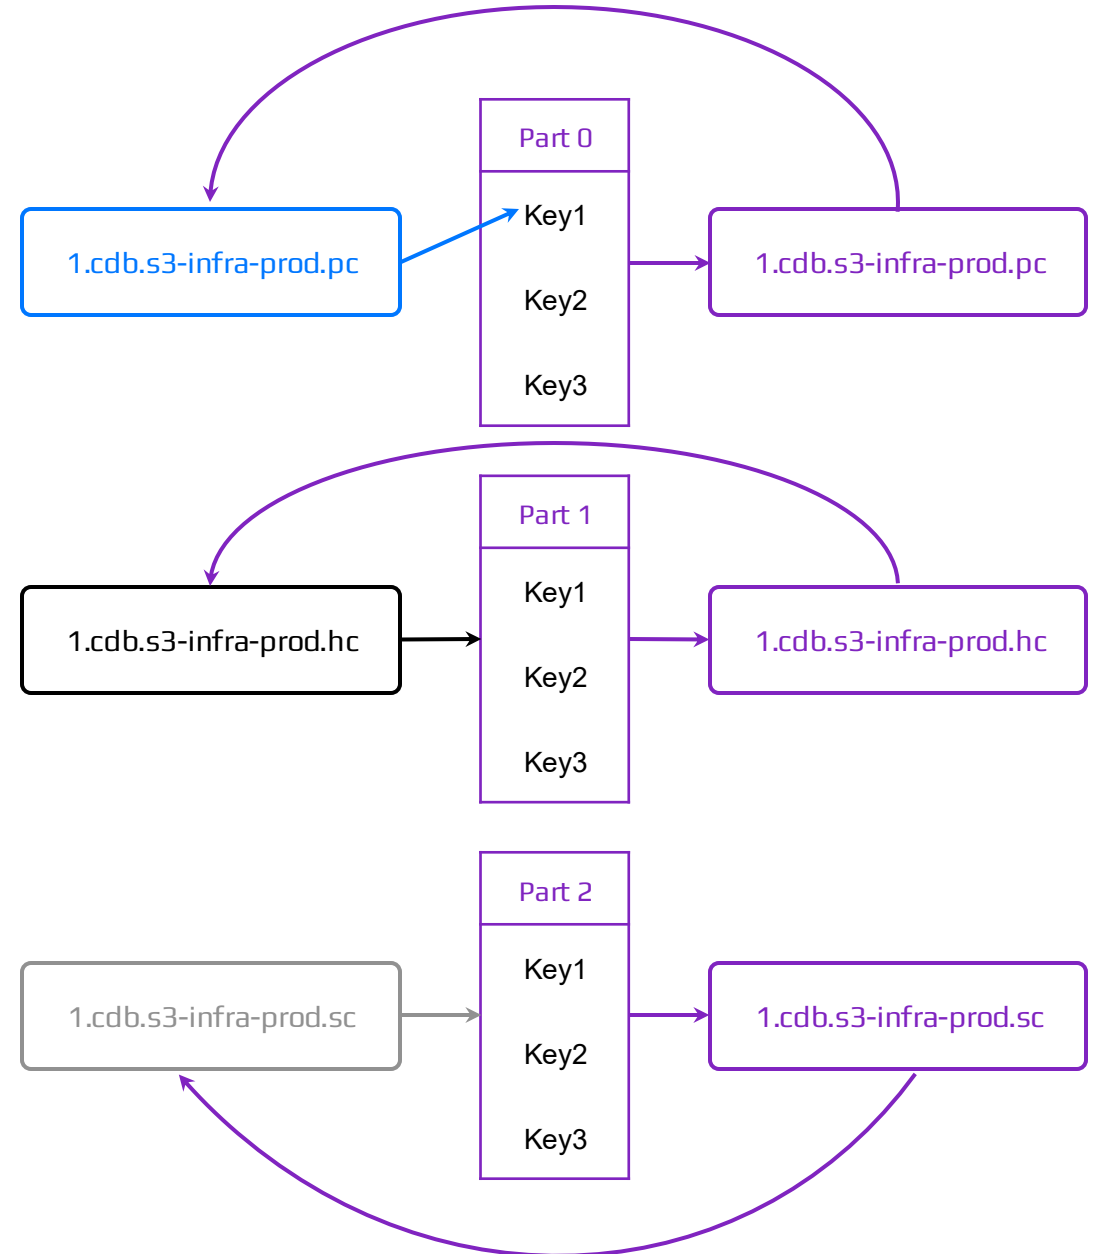 Part 0
1.cdb.s3-infra-prod.pc
Key1
Key2
Key3
1.cdb.s3-infra-prod.pc
Part 1
1.cdb.s3-infra-prod.hc
Key1
Key2
Key3
1.cdb.s3-infra-prod.hc
Part 2
1.cdb.s3-infra-prod.sc
Key1
Key2
Key3
1.cdb.s3-infra-prod.sc